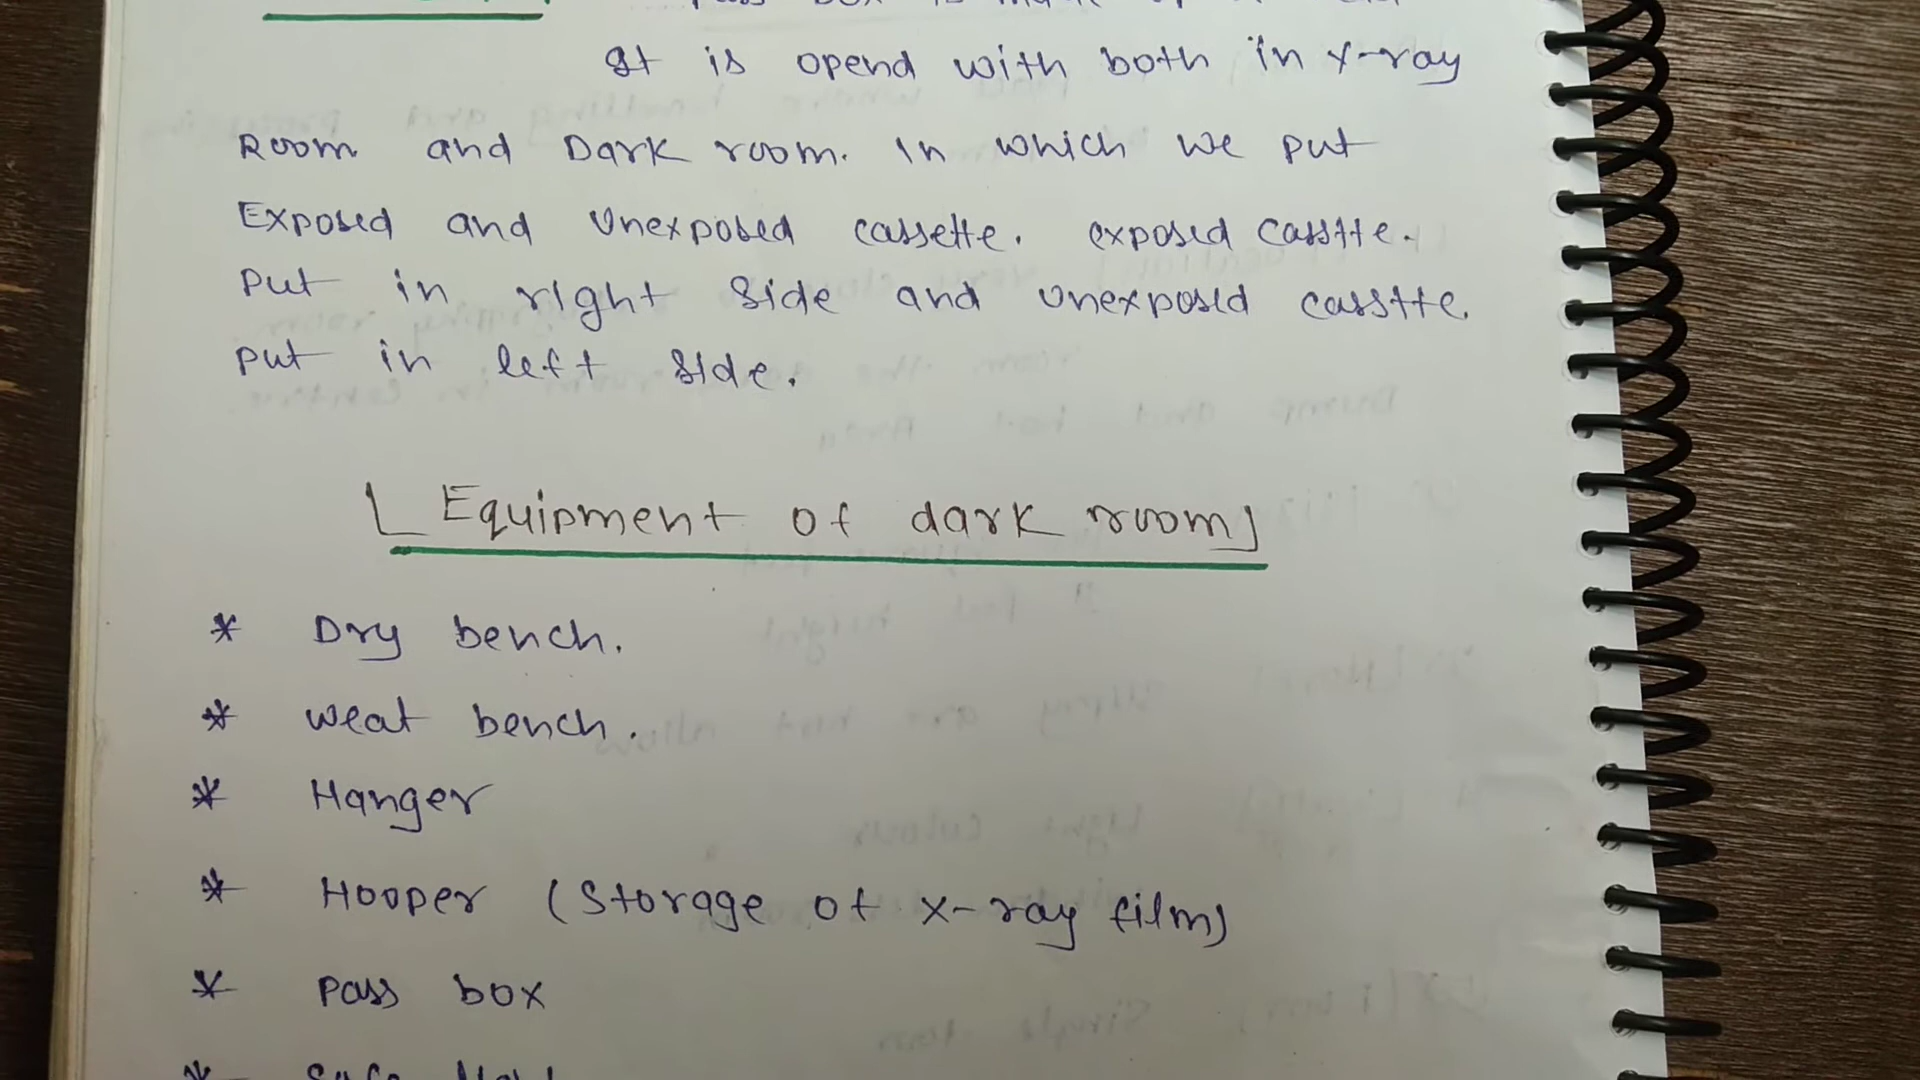 It is opend with both in x-ray
Room and Dark room. In which we put
Exposed and Unexposed cassette. exposed casstte.
put in right side and unexposed casstte.
put in left side.
[ Equipment of dark room ]
* Dry bench.
* weat bench.
* Hanger
* Hooper (Storage of x-ray film)
* pass box